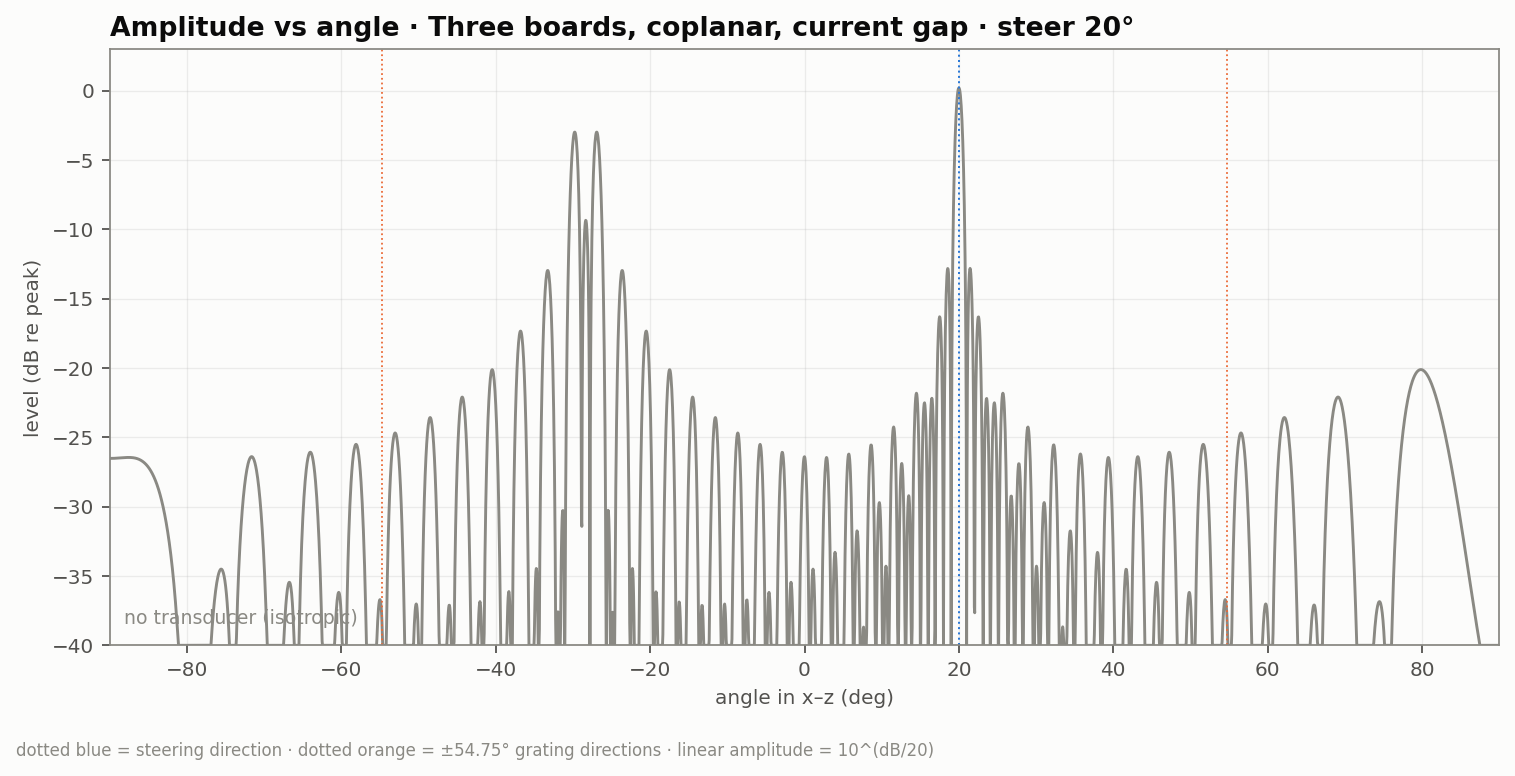 Amplitude vs angle · Three boards, coplanar, current gap · steer 20°
level (dB re peak)
0
−5
−10
−15
−20
−25
−30
−35
−40
no transducer (isotropic)
−80 −60 −40 −20 0 20 40 60 80
angle in x–z (deg)
dotted blue = steering direction · dotted orange = ±54.75° grating directions · linear amplitude = 10^(dB/20)